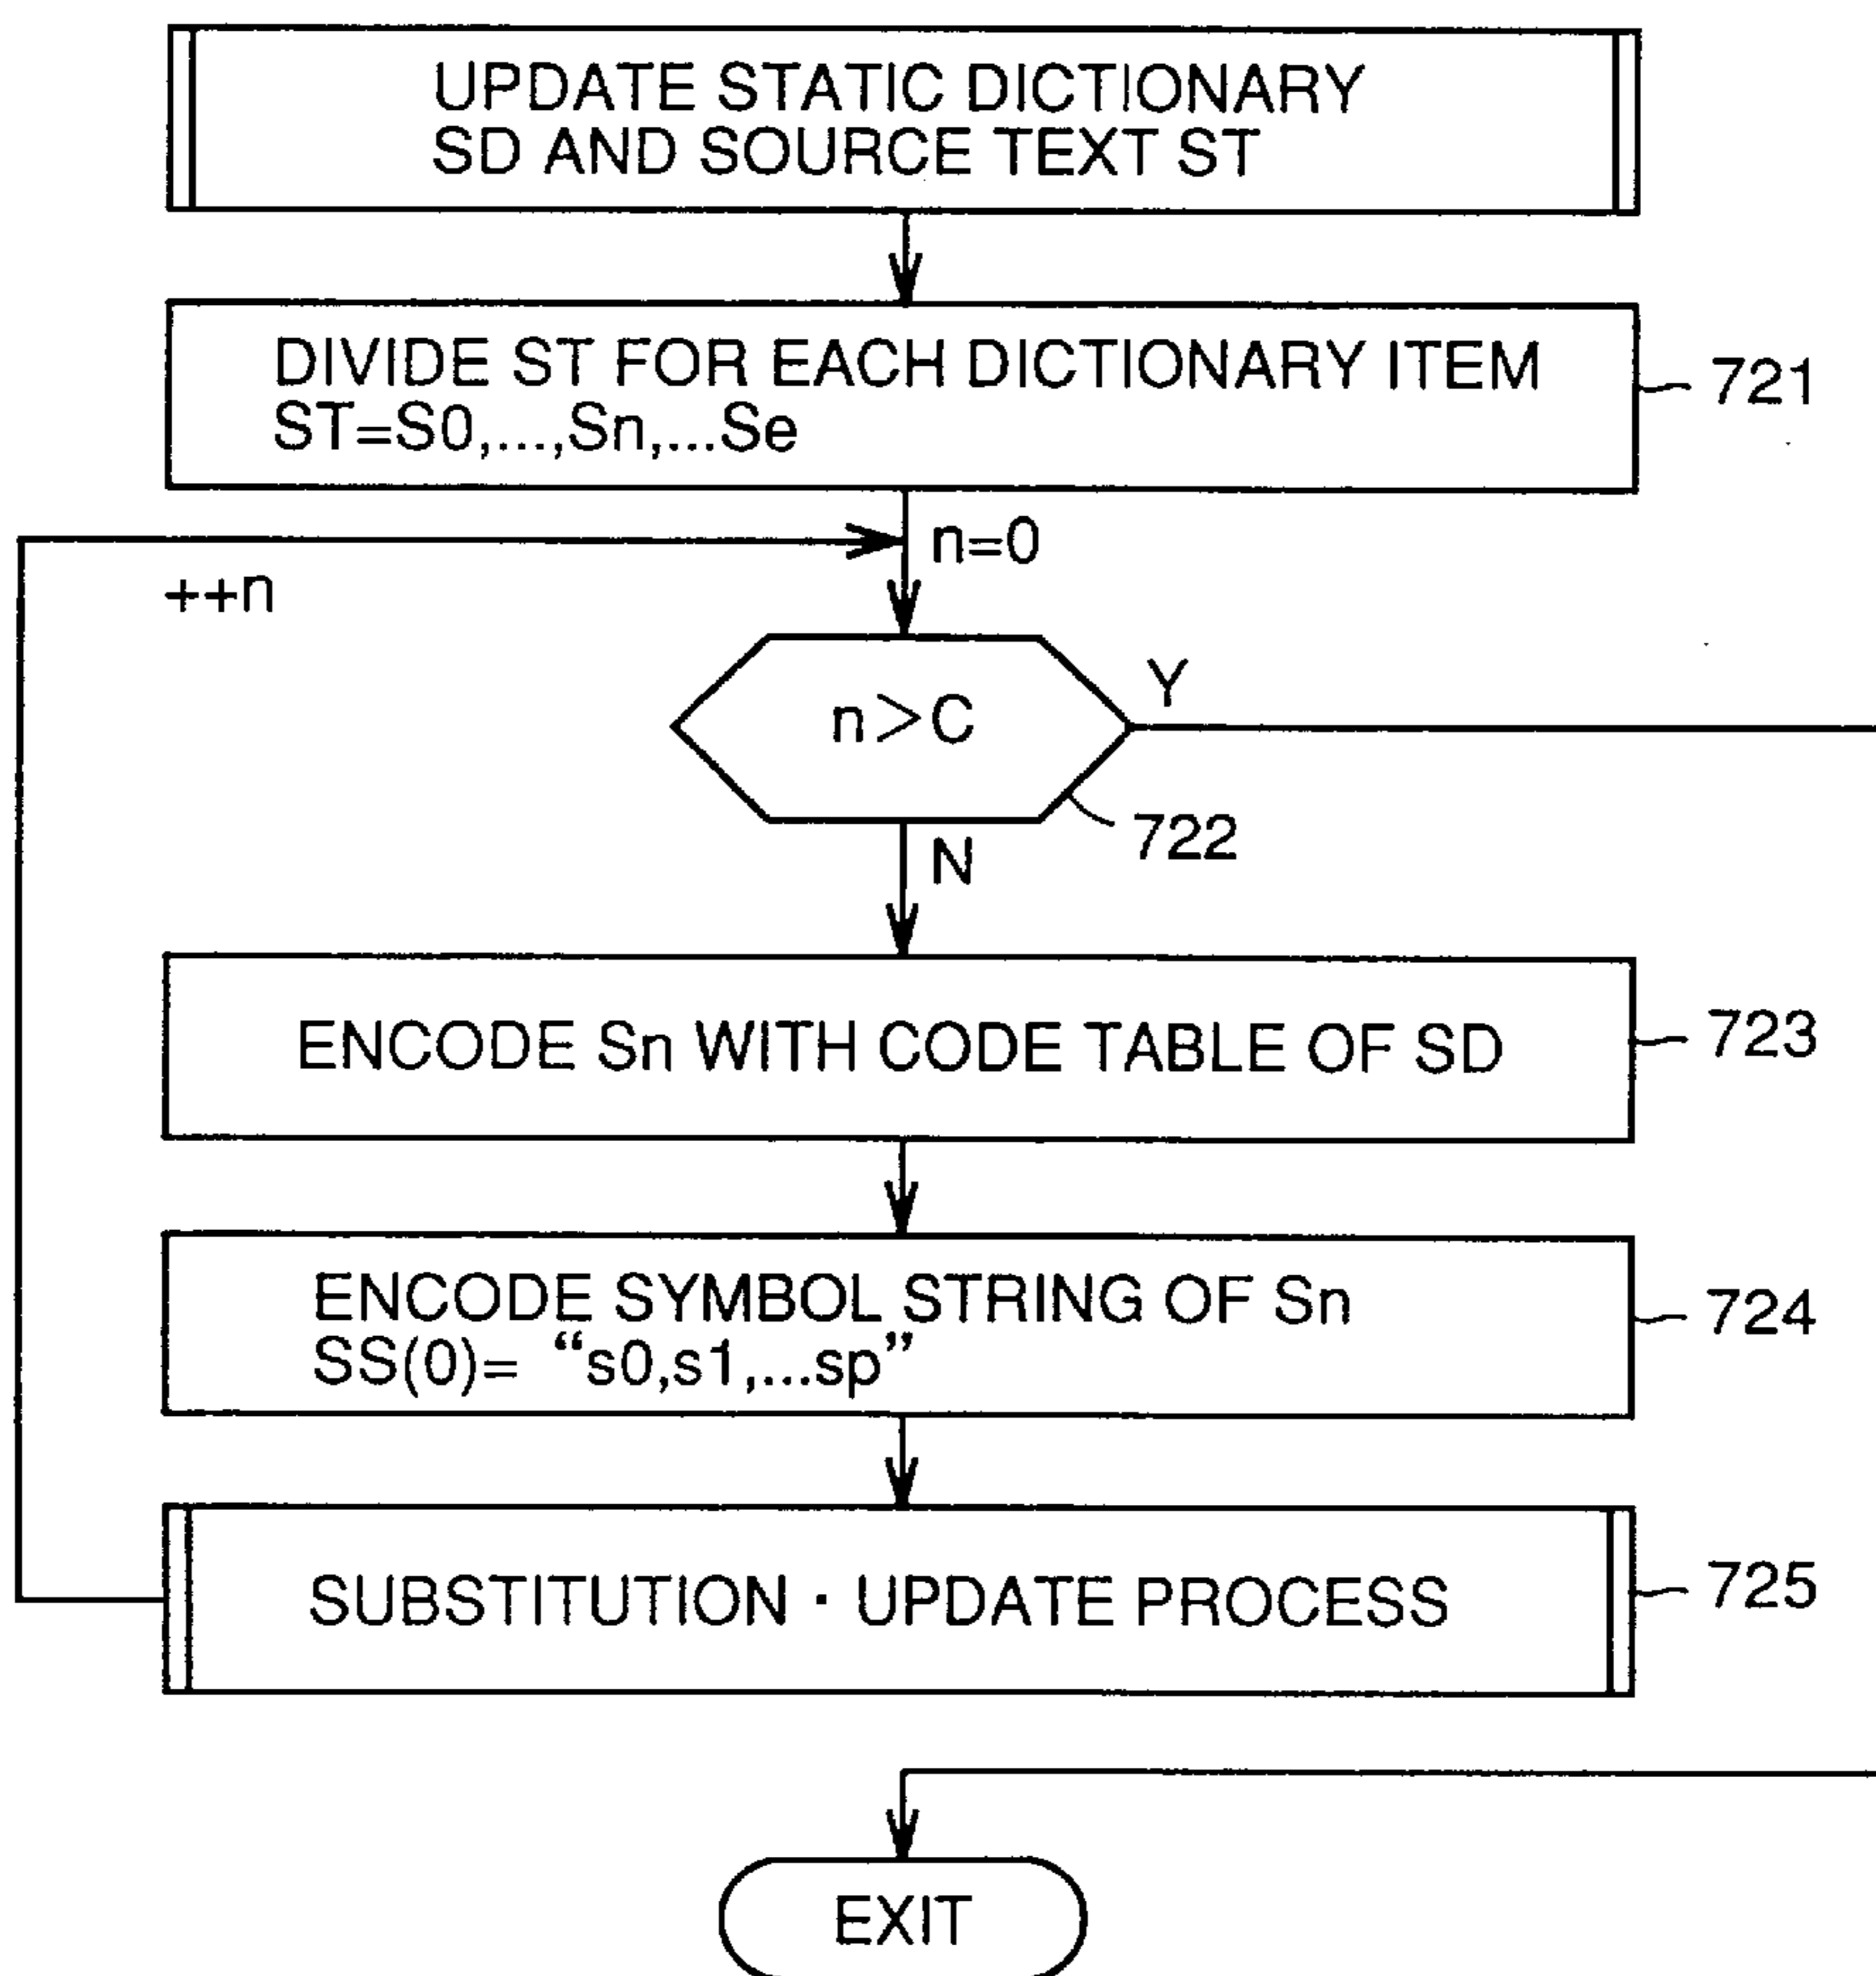 UPDATE STATIC DICTIONARY
SD AND SOURCE TEXT ST
DIVIDE ST FOR EACH DICTIONARY ITEM
ST=S0,...,Sn,...Se
721
n=0
++n
n>C
Y
722
N
ENCODE Sn WITH CODE TABLE OF SD
723
ENCODE SYMBOL STRING OF Sn
SS(0)= “s0,s1,...sp”
724
SUBSTITUTION · UPDATE PROCESS
725
EXIT